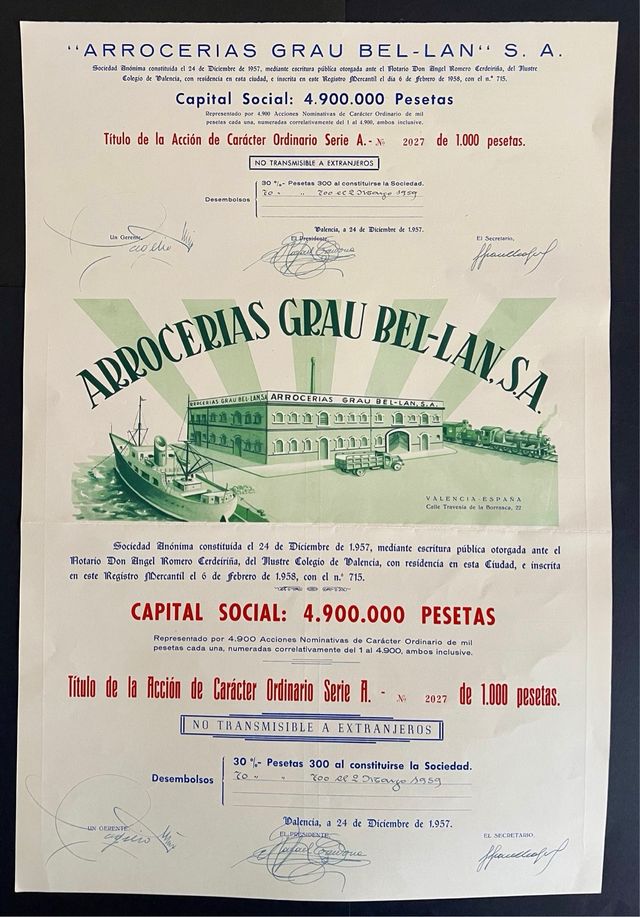 "ARROCERIAS GRAU BEL-LAN" S. A.
Sociedad Anónima constituída el 24 de Diciembre de 1957, mediante escritura pública otorgada ante el Notario Don Angel Romero Cerdeiriña, del Ilustre
Colegio de Valencia, con residencia en esta ciudad, e inscrita en este Registro Mercantil el día 6 de Febrero de 1958, con el n.º 715.
Capital Social: 4.900.000 Pesetas
Representado por 4.900 Acciones Nominativas de Carácter Ordinario de mil
pesetas cada una, numeradas correlativamente del 1 al 4.900, ambos inclusive.
Título de la Acción de Carácter Ordinario Serie A. - № 2027 de 1.000 pesetas.
NO TRANSMISIBLE A EXTRANJEROS
Desembolsos
30 %- Pesetas 300 al constituirse la Sociedad.
70 " " 700 el 2 Marzo 1959
Valencia, a 24 de Diciembre de 1957.
Un Gerente,
El Presidente,
El Secretario,
ARROCERIAS GRAU BEL-LAN, S.A.
ARROCERIAS GRAU BEL-LAN, S.A.
ARROCERIAS GRAU BEL-LAN, S.A.
VALENCIA-ESPAÑA
Calle Travesía de la Borrasca, 22
Sociedad Anónima constituída el 24 de Diciembre de 1.957, mediante escritura pública otorgada ante el
Notario Don Angel Romero Cerdeiriña, del Ilustre Colegio de Valencia, con residencia en esta Ciudad, e inscrita
en este Registro Mercantil el 6 de Febrero de 1.958, con el n.º 715.
CAPITAL SOCIAL: 4.900.000 PESETAS
Representado por 4.900 Acciones Nominativas de Carácter Ordinario de mil
pesetas cada una, numeradas correlativamente del 1 al 4.900, ambos inclusive.
Título de la Acción de Carácter Ordinario Serie A. - № 2027 de 1.000 pesetas.
NO TRANSMISIBLE A EXTRANJEROS
Desembolsos
30 %- Pesetas 300 al constituirse la Sociedad.
70 " " 700 el 2 Marzo 1959
Valencia, a 24 de Diciembre de 1.957.
UN GERENTE,
EL PRESIDENTE,
EL SECRETARIO,